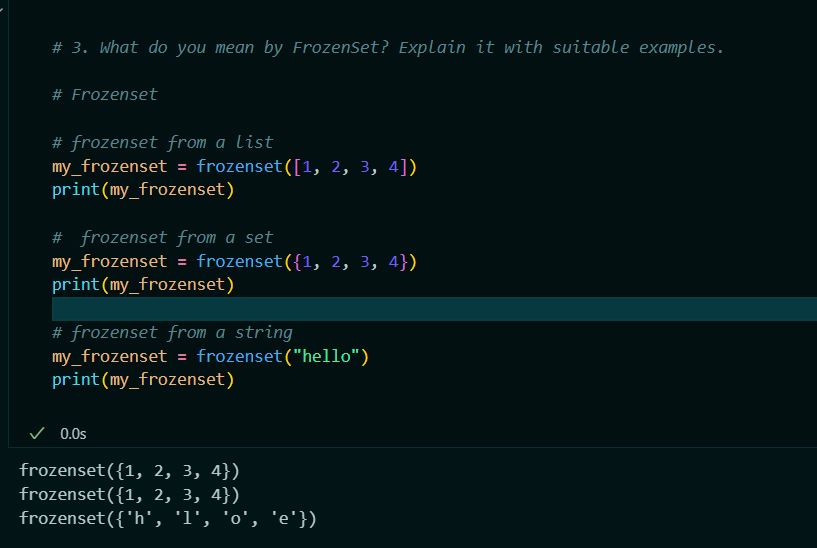 # 3. What do you mean by FrozenSet? Explain it with suitable examples.
# Frozenset
# frozenset from a list
my_frozenset = frozenset([1, 2, 3, 4])
print(my_frozenset)
#  frozenset from a set
my_frozenset = frozenset({1, 2, 3, 4})
print(my_frozenset)
# frozenset from a string
my_frozenset = frozenset("hello")
print(my_frozenset)
0.0s
frozenset({1, 2, 3, 4})
frozenset({1, 2, 3, 4})
frozenset({'h', 'l', 'o', 'e'})